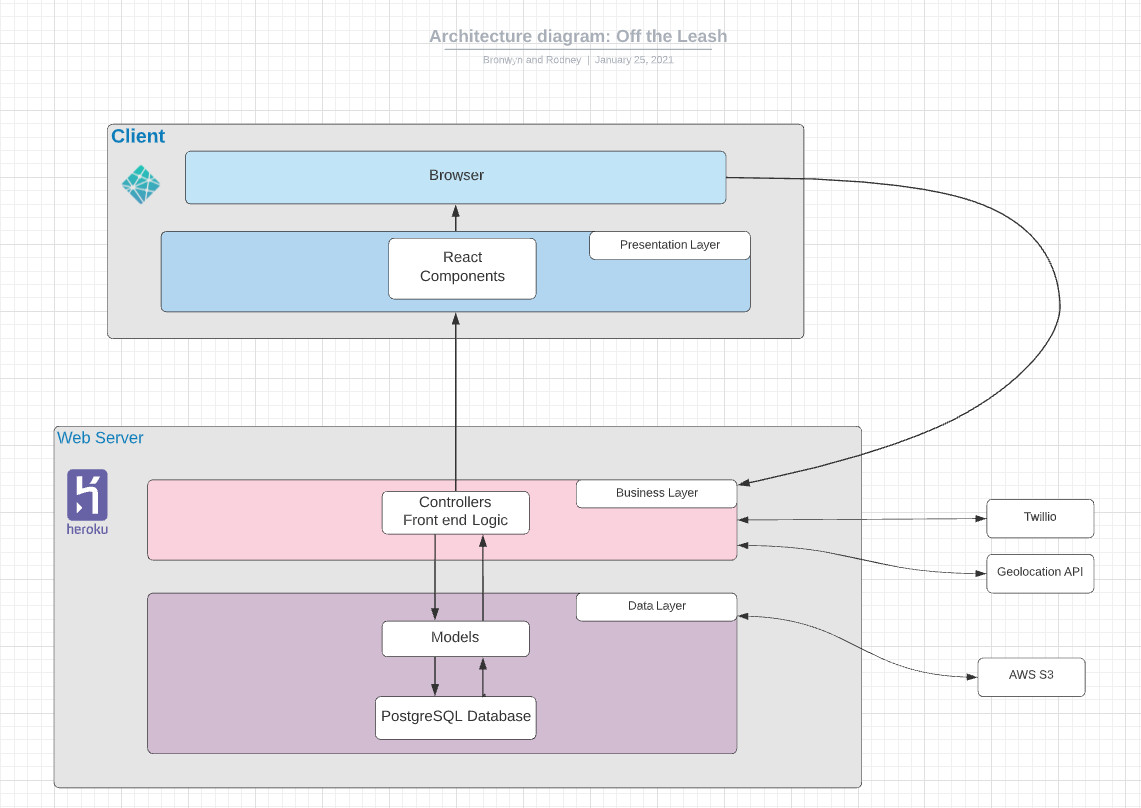 Architecture diagram: Off the Leash
Bronwyn and Rodney | January 25, 2021
Client
Browser
Presentation Layer
React
Components
Web Server
heroku
Business Layer
Controllers
Front end Logic
Twillio
Geolocation API
Data Layer
Models
AWS S3
PostgreSQL Database